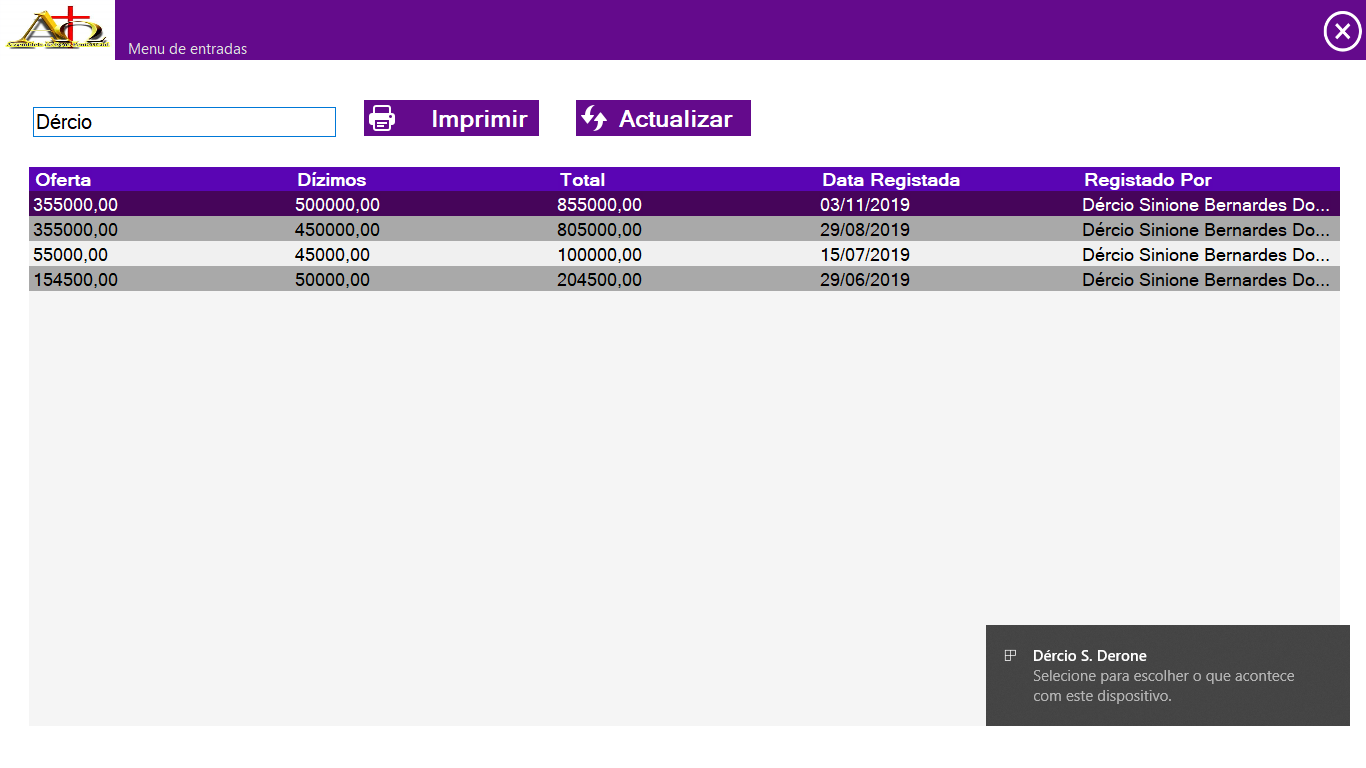 Menu de entradas
Dércio
Imprimir
Actualizar
Oferta Dízimos Total Data Registada Registado Por
355000,00 500000,00 855000,00 03/11/2019 Dércio Sinione Bernardes Do...
355000,00 450000,00 805000,00 29/08/2019 Dércio Sinione Bernardes Do...
55000,00 45000,00 100000,00 15/07/2019 Dércio Sinione Bernardes Do...
154500,00 50000,00 204500,00 29/06/2019 Dércio Sinione Bernardes Do...
Dércio S. Derone
Selecione para escolher o que acontece
com este dispositivo.